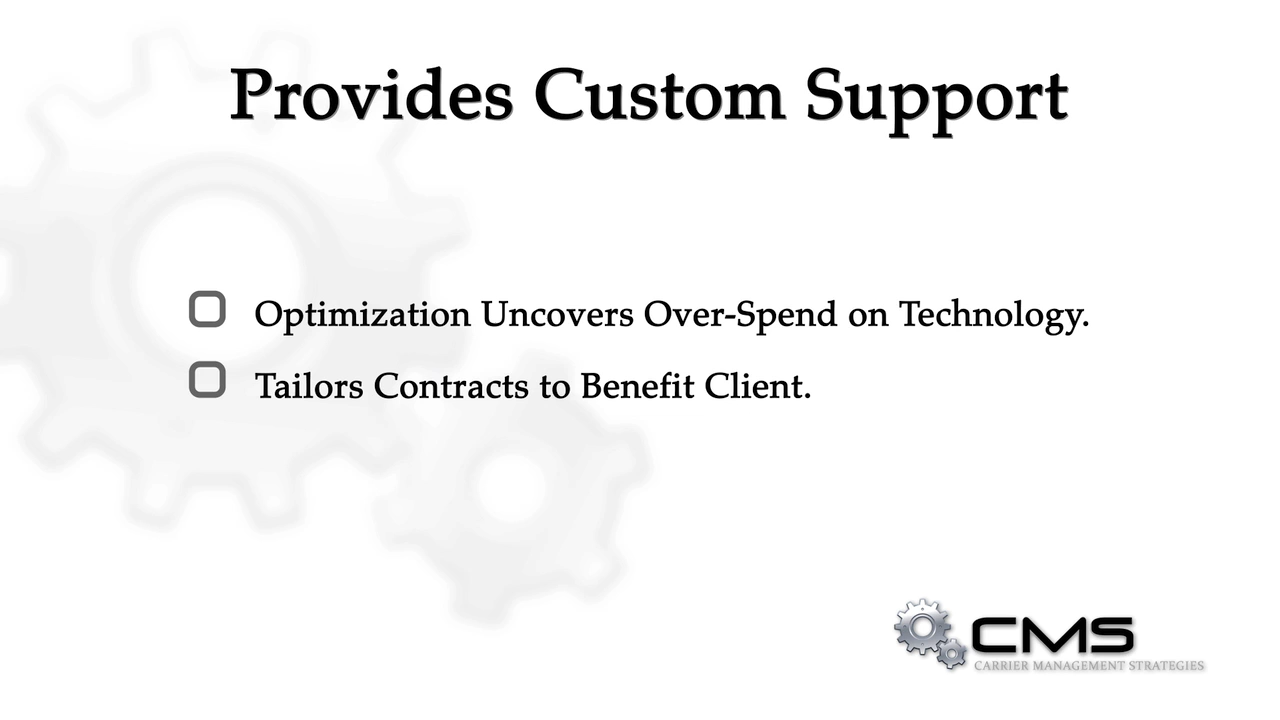 Provides Custom Support
Optimization Uncovers Over-Spend on Technology.
Tailors Contracts to Benefit Client.
CMS
CARRIER MANAGEMENT STRATEGIES